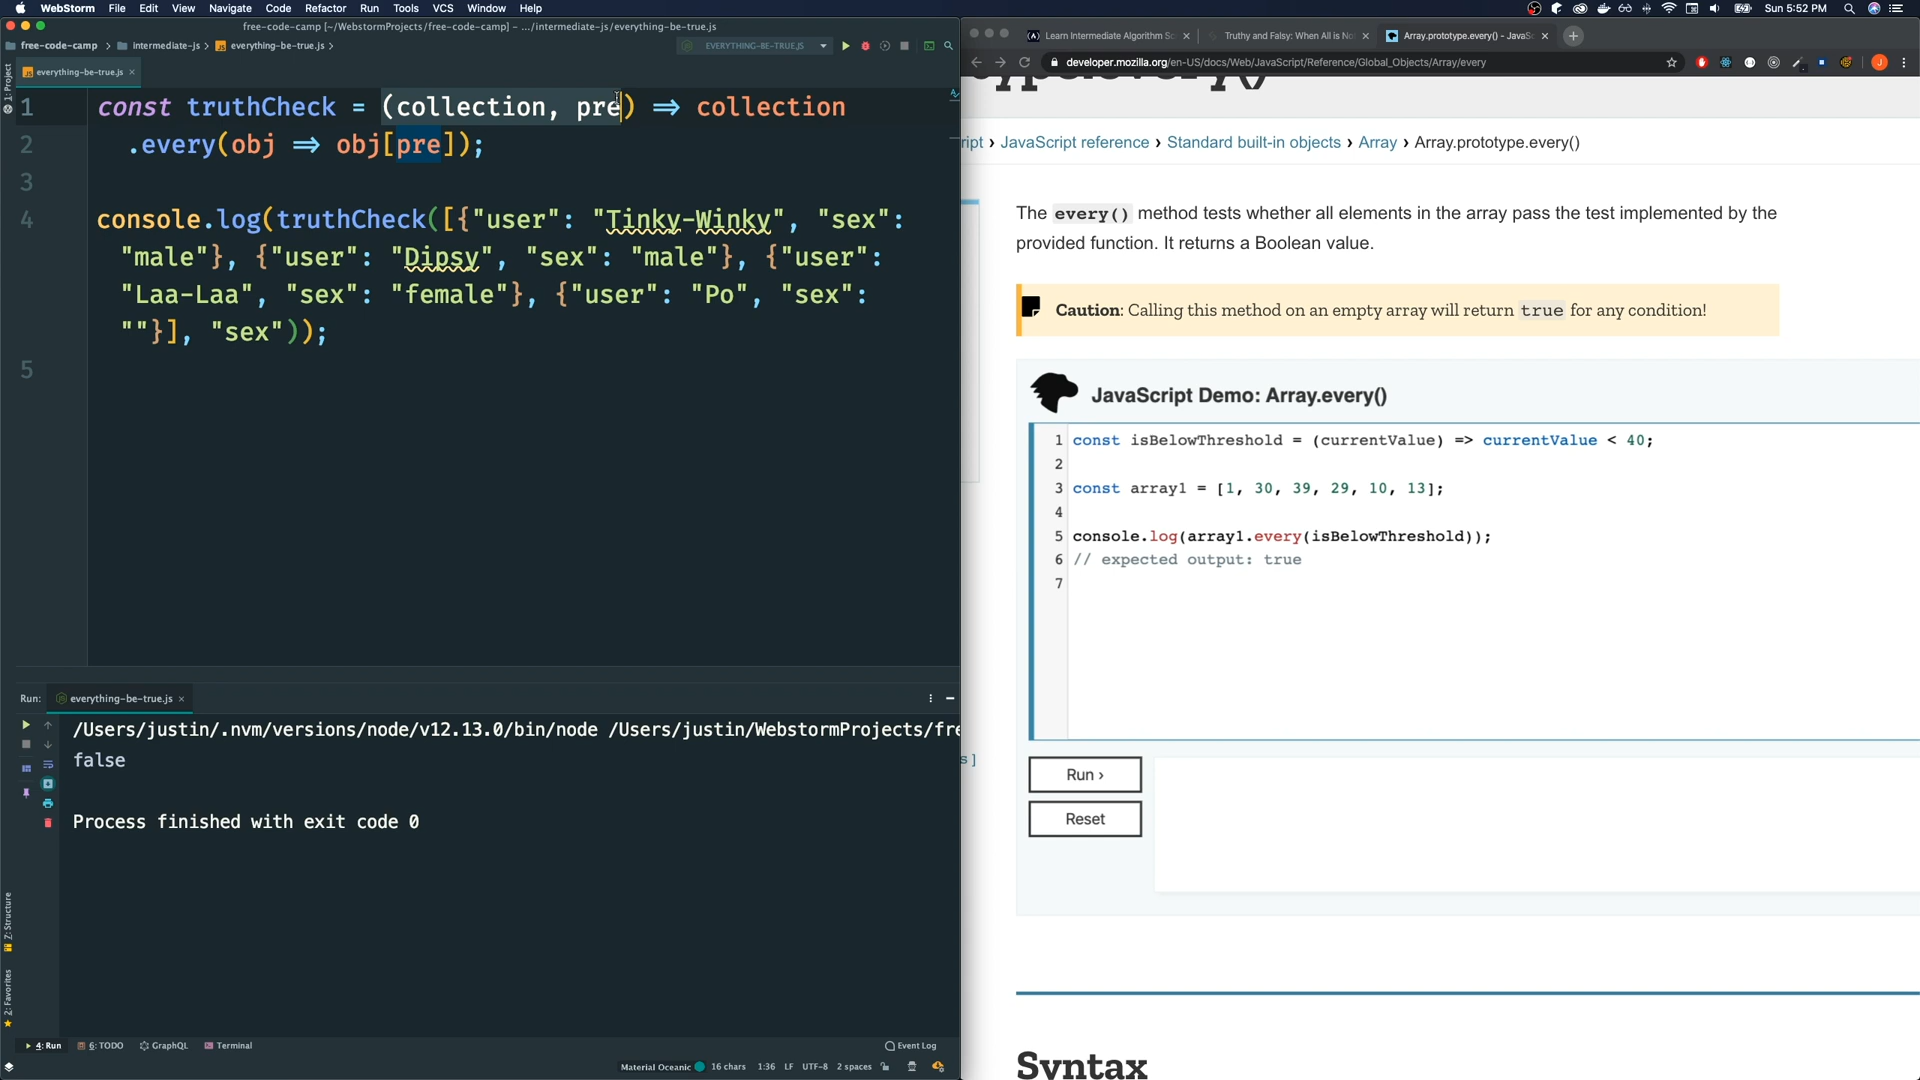 WebStorm File Edit View Navigate Code Refactor Run Tools VCS Window Help
Sun 5:52 PM
free-code-camp [~/WebstormProjects/free-code-camp] – .../intermediate-js/everything-be-true.js
free-code-camp › intermediate-js › everything-be-true.js ›
EVERYTHING-BE-TRUE.JS
everything-be-true.js ×
1: Project
1 const truthCheck = (collection, pre) ⇒ collection
2 .every(obj ⇒ obj[pre]);
3
4 console.log(truthCheck([{"user": "Tinky-Winky", "sex":
"male"}, {"user": "Dipsy", "sex": "male"}, {"user":
"Laa-Laa", "sex": "female"}, {"user": "Po", "sex":
""}], "sex"));
5
Run: everything-be-true.js ×
/Users/justin/.nvm/versions/node/v12.13.0/bin/node /Users/justin/WebstormProjects/fre
false
Process finished with exit code 0
Z: Structure
2: Favorites
4: Run 6: TODO GraphQL Terminal
Event Log
Material Oceanic 16 chars 1:36 LF UTF-8 2 spaces
Learn Intermediate Algorithm Sc ×
Truthy and Falsy: When All is No ×
Array.prototype.every() - JavaSc ×
developer.mozilla.org/en-US/docs/Web/JavaScript/Reference/Global_Objects/Array/every
J
ript › JavaScript reference › Standard built-in objects › Array › Array.prototype.every()
The every() method tests whether all elements in the array pass the test implemented by the
provided function. It returns a Boolean value.
Caution: Calling this method on an empty array will return true for any condition!
JavaScript Demo: Array.every()
1 const isBelowThreshold = (currentValue) => currentValue < 40;
2
3 const array1 = [1, 30, 39, 29, 10, 13];
4
5 console.log(array1.every(isBelowThreshold));
6 // expected output: true
7
s ]
Run ›
Reset
Syntax